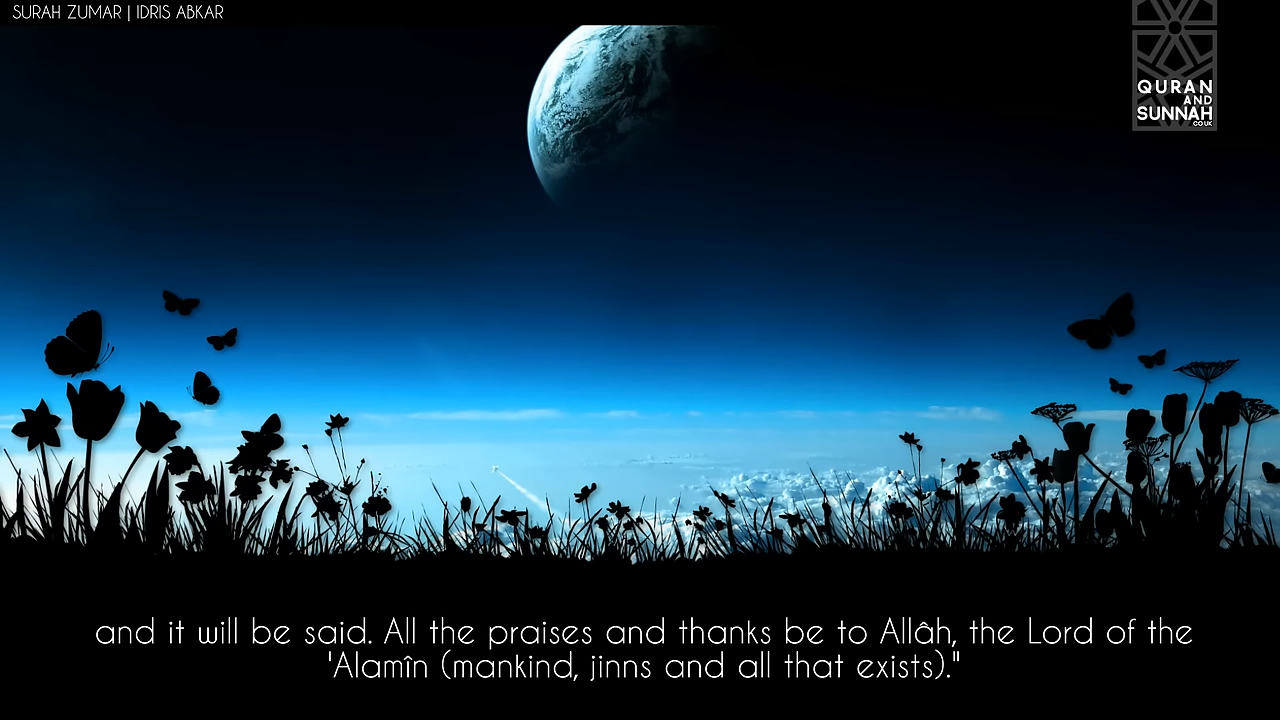 SURAH ZUMAR | IDRIS ABKAR
QURAN
AND
SUNNAH
.CO.UK
and it will be said. All the praises and thanks be to Allâh, the Lord of the
'Alamîn (mankind, jinns and all that exists)."